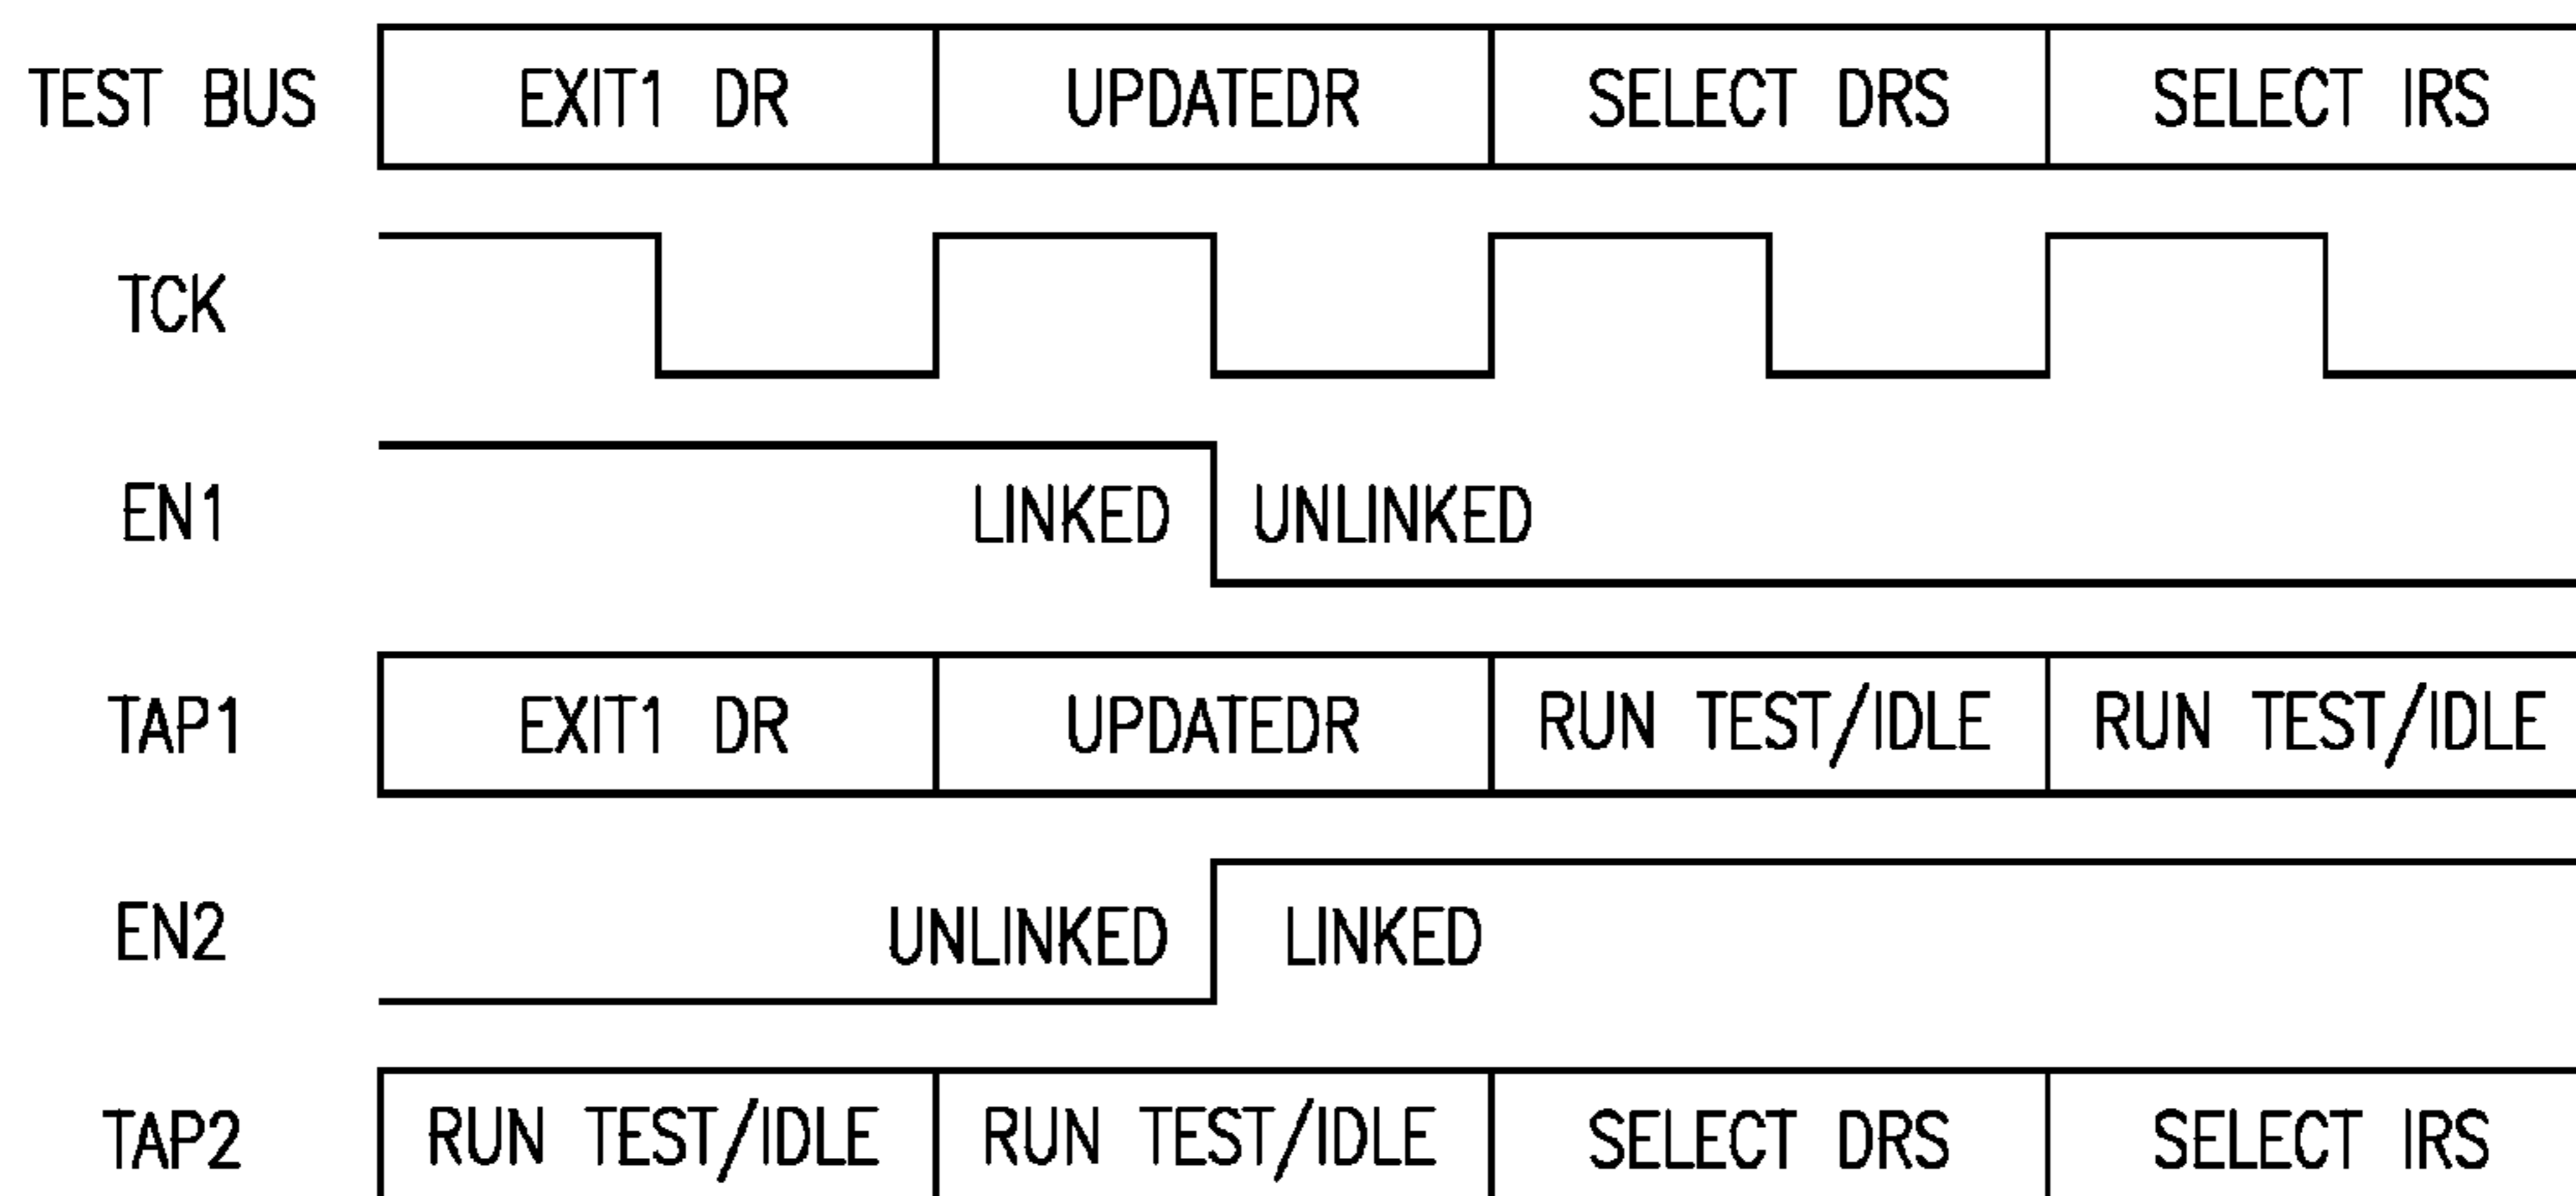 TEST BUS EXIT1 DR UPDATEDR SELECT DRS SELECT IRS
TCK
EN1 LINKED UNLINKED
TAP1 EXIT1 DR UPDATEDR RUN TEST/IDLE RUN TEST/IDLE
EN2 UNLINKED LINKED
TAP2 RUN TEST/IDLE RUN TEST/IDLE SELECT DRS SELECT IRS